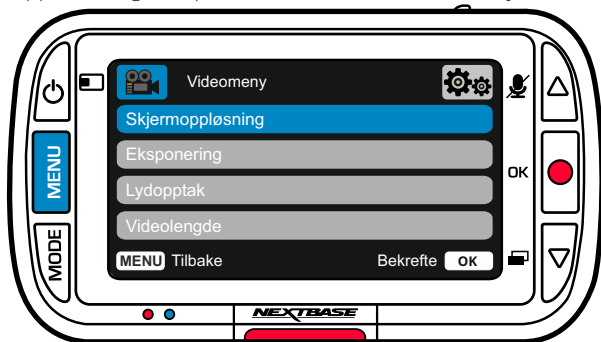 Videomeny
Skjermoppløsning
Eksponering
Lydopptak
Videolengde
MENU Tilbake
Bekrefte OK
MENU
MODE
OK
NEXTBASE